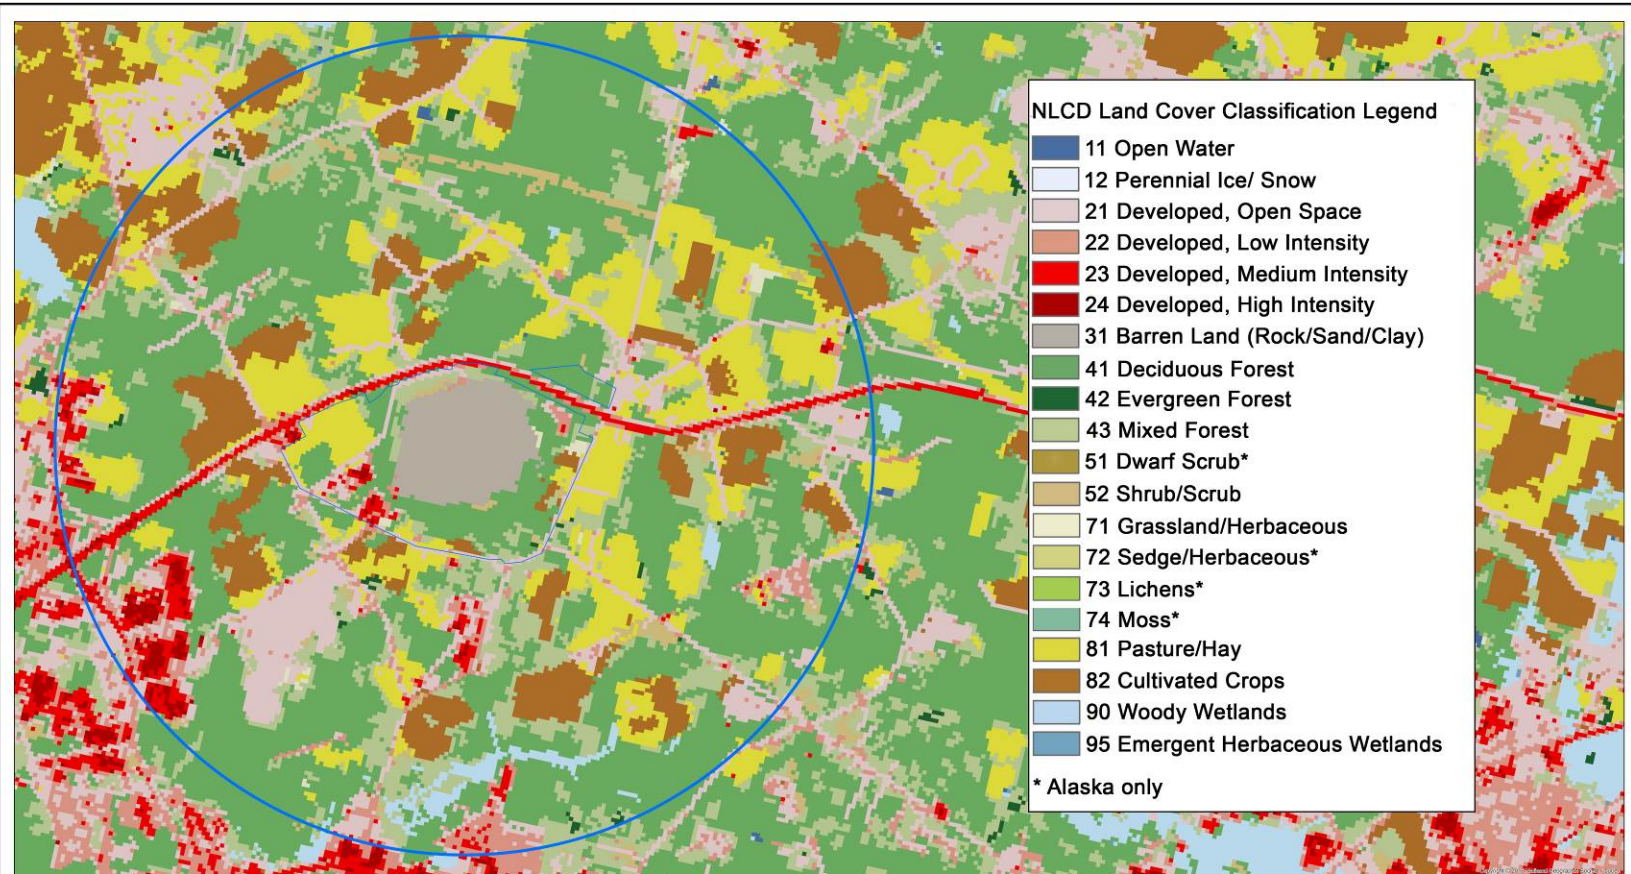 NLCD Land Cover Classification Legend
11 Open Water
12 Perennial Ice/ Snow
21 Developed, Open Space
22 Developed, Low Intensity
23 Developed, Medium Intensity
24 Developed, High Intensity
31 Barren Land (Rock/Sand/Clay)
41 Deciduous Forest
42 Evergreen Forest
43 Mixed Forest
51 Dwarf Scrub*
52 Shrub/Scrub
71 Grassland/Herbaceous
72 Sedge/Herbaceous*
73 Lichens*
74 Moss*
81 Pasture/Hay
82 Cultivated Crops
90 Woody Wetlands
95 Emergent Herbaceous Wetlands
* Alaska only